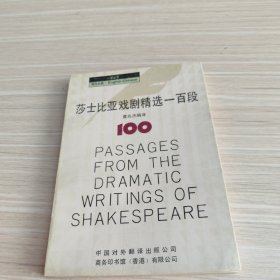 莎士比亚戏剧精选一百段
100
PASSAGES
FROM THE
DRAMATIC
WRITINGS OF
SHAKESPEARE
中国对外翻译出版公司
商务印书馆（香港）有限公司